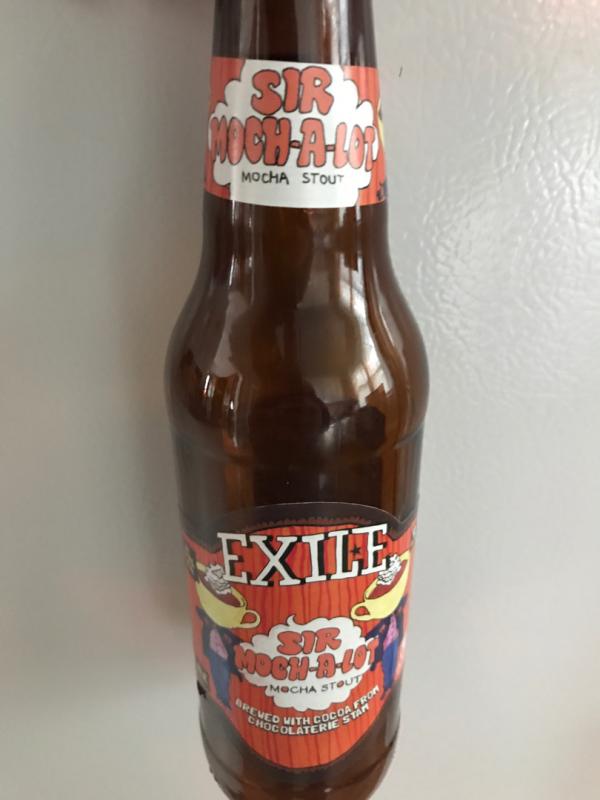 SIR
MOCH-A-LOT
MOCHA STOUT
EXILE
SIR
MOCH-A-LOT
MOCHA STOUT
BREWED WITH COCOA FROM
CHOCOLATERIE STAM